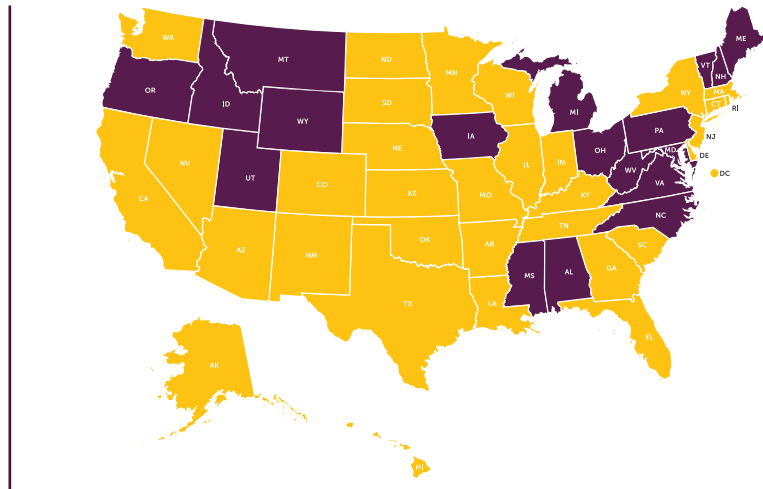 WA
MT
ND
MN
ME
VT
NH
OR
ID
WY
SD
WI
MI
NY
MA
CT
RI
IA
NE
PA
NJ
NV
UT
CO
IL
IN
OH
MD
DE
DC
WV
VA
CA
KS
MO
KY
NC
TN
AZ
NM
OK
AR
SC
MS
AL
GA
TX
LA
FL
AK
HI